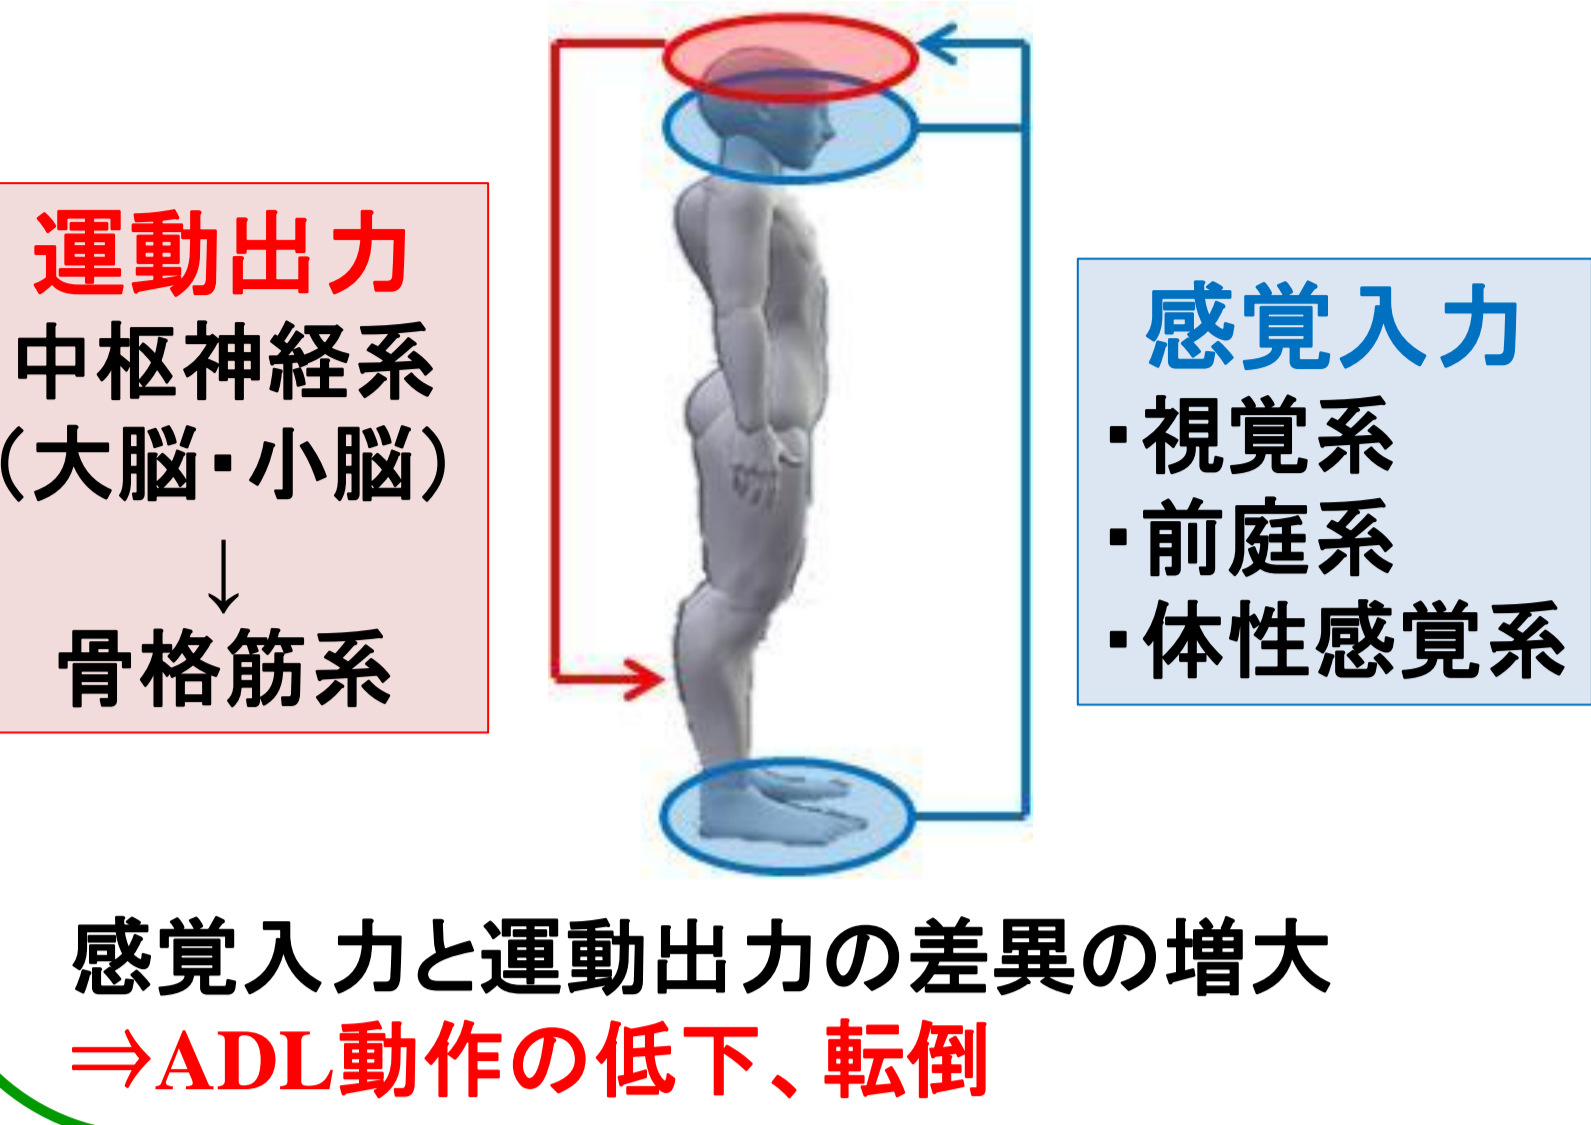 運動出力
中枢神経系
（大脳・小脳）
↓
骨格筋系
感覚入力
・視覚系
・前庭系
・体性感覚系
感覚入力と運動出力の差異の増大
⇒ADL動作の低下、転倒